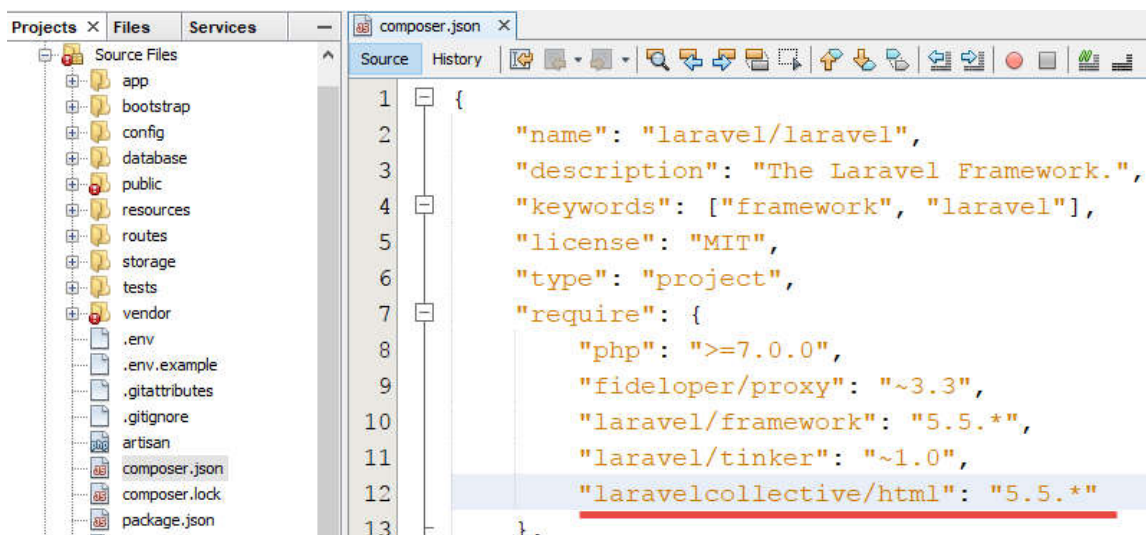 Projects Files Services
Source Files
app
bootstrap
config
database
public
resources
routes
storage
tests
vendor
.env
.env.example
.gitattributes
.gitignore
artisan
composer.json
composer.lock
package.json
composer.json
Source History
1 {
2 "name": "laravel/laravel",
3 "description": "The Laravel Framework.",
4 "keywords": ["framework", "laravel"],
5 "license": "MIT",
6 "type": "project",
7 "require": {
8 "php": ">=7.0.0",
9 "fideloper/proxy": "~3.3",
10 "laravel/framework": "5.5.*",
11 "laravel/tinker": "~1.0",
12 "laravelcollective/html": "5.5.*"
13 },